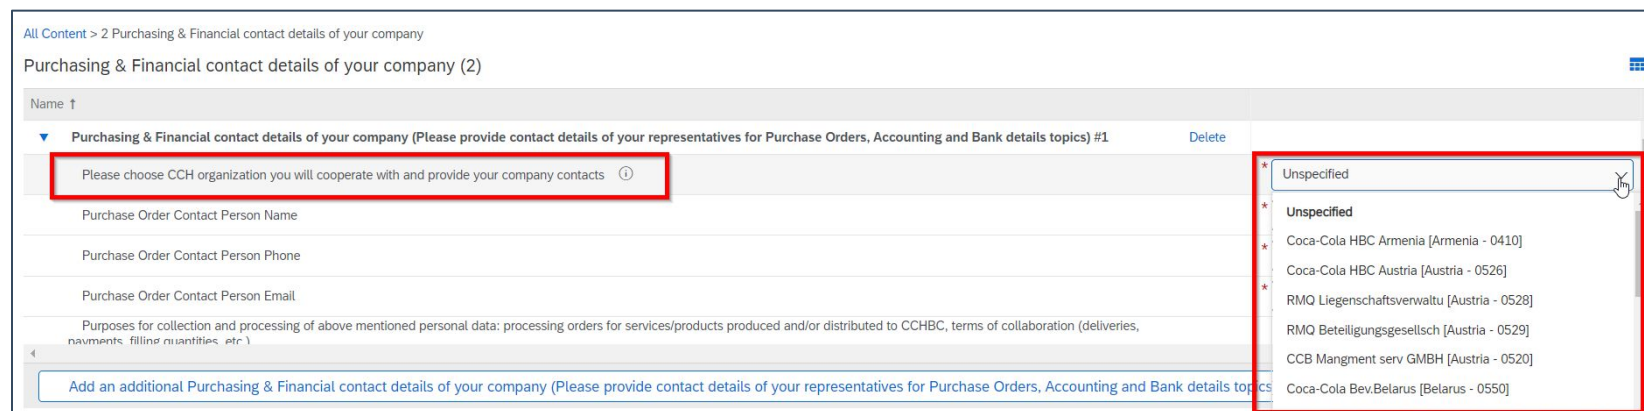 All Content > 2 Purchasing & Financial contact details of your company
Purchasing & Financial contact details of your company (2)
Name ↑
Purchasing & Financial contact details of your company (Please provide contact details of your representatives for Purchase Orders, Accounting and Bank details topics) #1 Delete
Please choose CCH organization you will cooperate with and provide your company contacts
* Unspecified
Purchase Order Contact Person Name
*
Purchase Order Contact Person Phone
*
Purchase Order Contact Person Email
*
Purposes for collection and processing of above mentioned personal data: processing orders for services/products produced and/or distributed to CCHBC, terms of collaboration (deliveries,
payments, filling quantities, etc.)
Unspecified
Coca-Cola HBC Armenia [Armenia - 0410]
Coca-Cola HBC Austria [Austria - 0526]
RMQ Liegenschaftsverwaltu [Austria - 0528]
RMQ Beteiligungsgesellsch [Austria - 0529]
CCB Mangment serv GMBH [Austria - 0520]
Coca-Cola Bev.Belarus [Belarus - 0550]
Add an additional Purchasing & Financial contact details of your company (Please provide contact details of your representatives for Purchase Orders, Accounting and Bank details topics